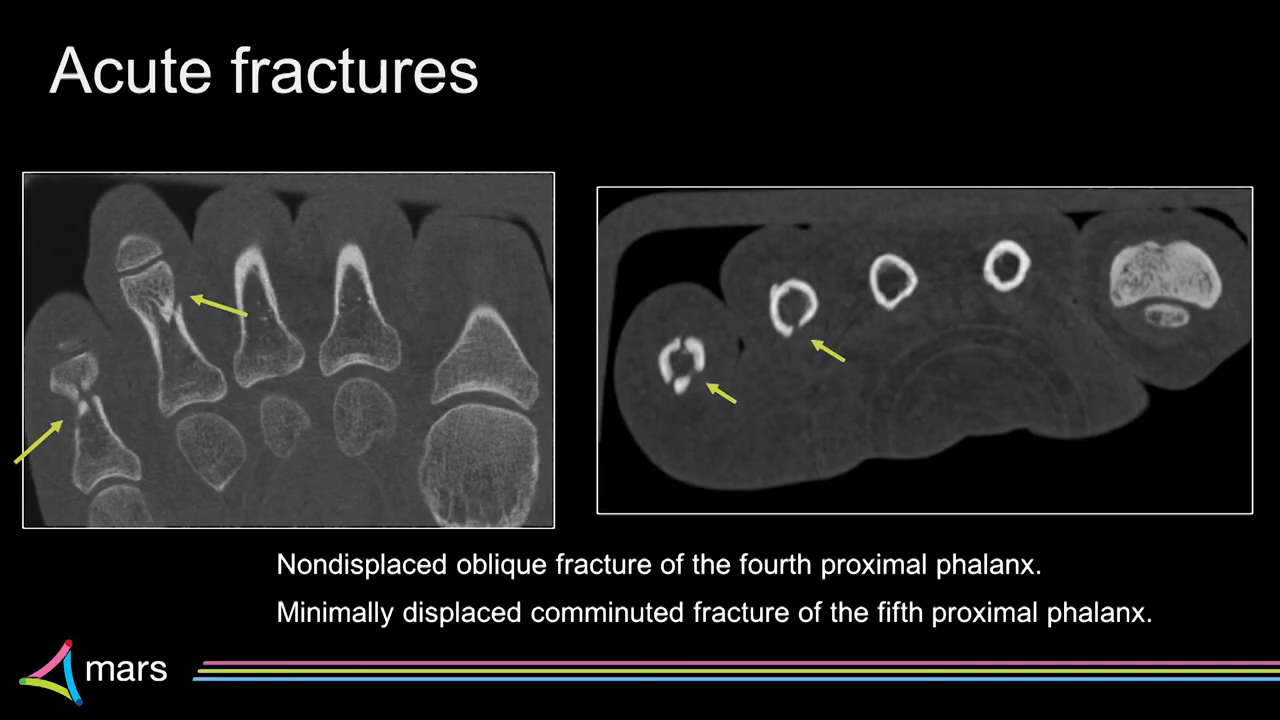 Acute fractures
Nondisplaced oblique fracture of the fourth proximal phalanx.
Minimally displaced comminuted fracture of the fifth proximal phalanx.
mars